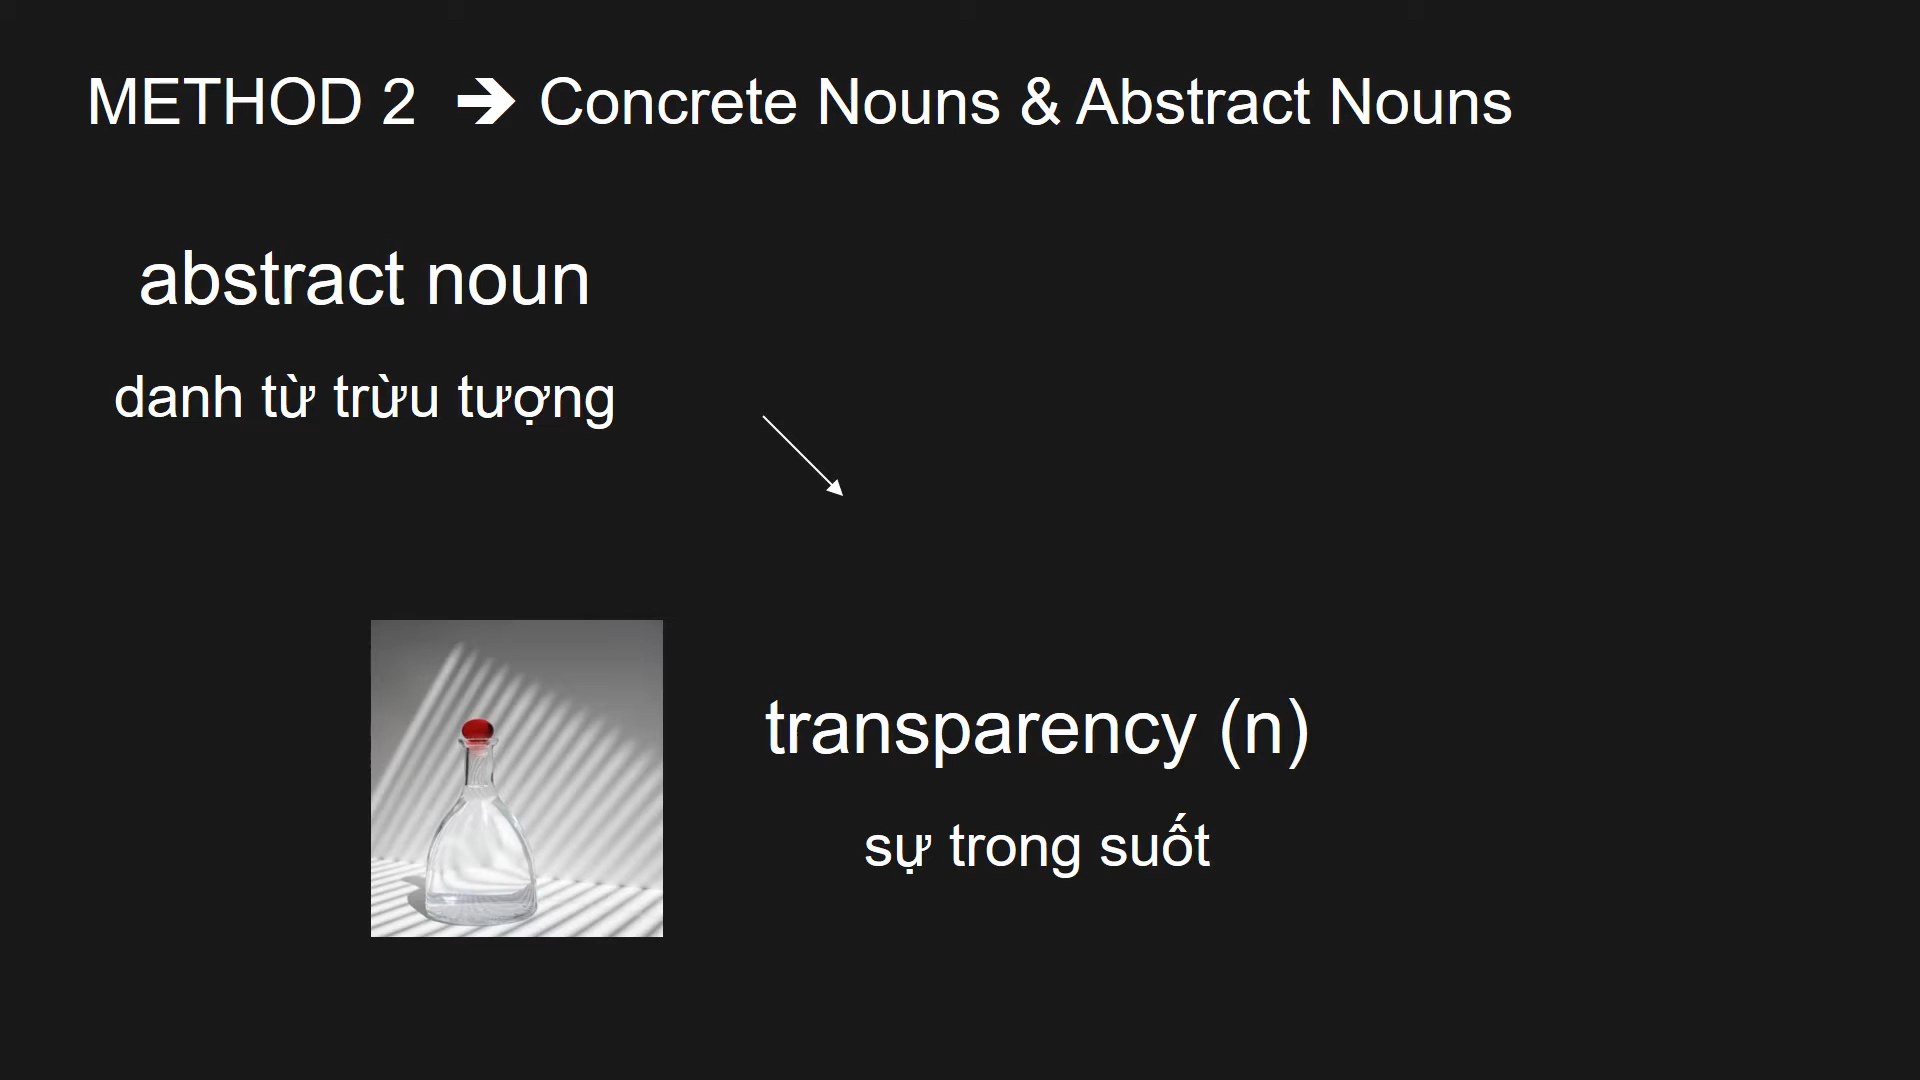 METHOD 2 ➔ Concrete Nouns & Abstract Nouns
abstract noun
danh từ trừu tượng
transparency (n)
sự trong suốt